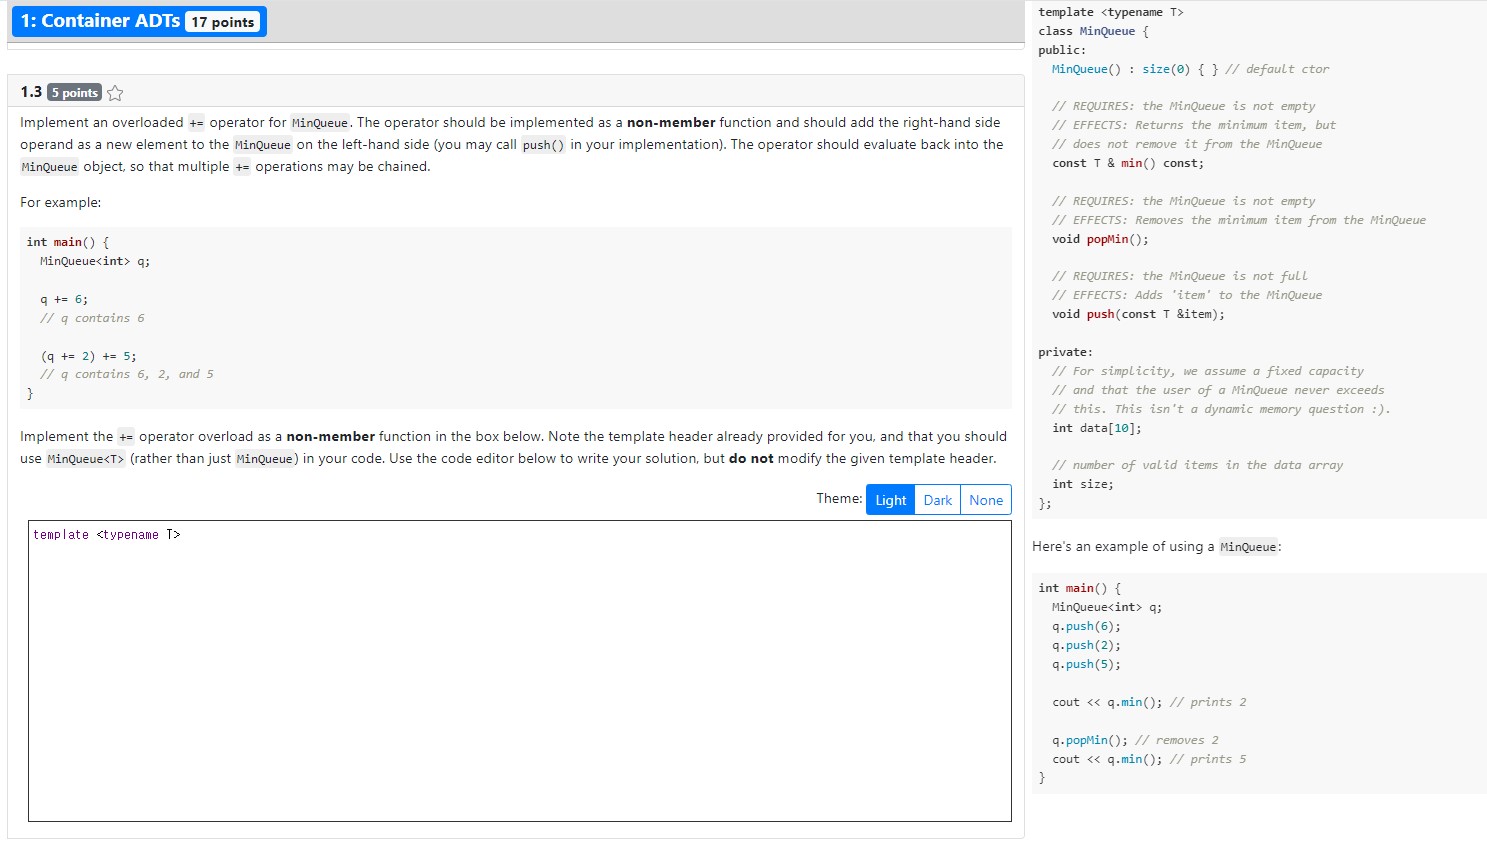 1: Container ADTs 17 points
1.3 5 points
Implement an overloaded += operator for MinQueue. The operator should be implemented as a non-member function and should add the right-hand side
operand as a new element to the MinQueue on the left-hand side (you may call push() in your implementation). The operator should evaluate back into the
MinQueue object, so that multiple += operations may be chained.
For example:
int main() {
  MinQueue<int> q;
  q += 6;
  // q contains 6
  (q += 2) += 5;
  // q contains 6, 2, and 5
}
Implement the += operator overload as a non-member function in the box below. Note the template header already provided for you, and that you should
use MinQueue<T> (rather than just MinQueue) in your code. Use the code editor below to write your solution, but do not modify the given template header.
Theme: Light Dark None
template <typename T>
template <typename T>
class MinQueue {
public:
  MinQueue() : size(0) { } // default ctor
  // REQUIRES: the MinQueue is not empty
  // EFFECTS: Returns the minimum item, but
  // does not remove it from the MinQueue
  const T & min() const;
  // REQUIRES: the MinQueue is not empty
  // EFFECTS: Removes the minimum item from the MinQueue
  void popMin();
  // REQUIRES: the MinQueue is not full
  // EFFECTS: Adds 'item' to the MinQueue
  void push(const T &item);
private:
  // For simplicity, we assume a fixed capacity
  // and that the user of a MinQueue never exceeds
  // this. This isn't a dynamic memory question :).
  int data[10];
  // number of valid items in the data array
  int size;
};
Here's an example of using a MinQueue:
int main() {
  MinQueue<int> q;
  q.push(6);
  q.push(2);
  q.push(5);
  cout << q.min(); // prints 2
  q.popMin(); // removes 2
  cout << q.min(); // prints 5
}